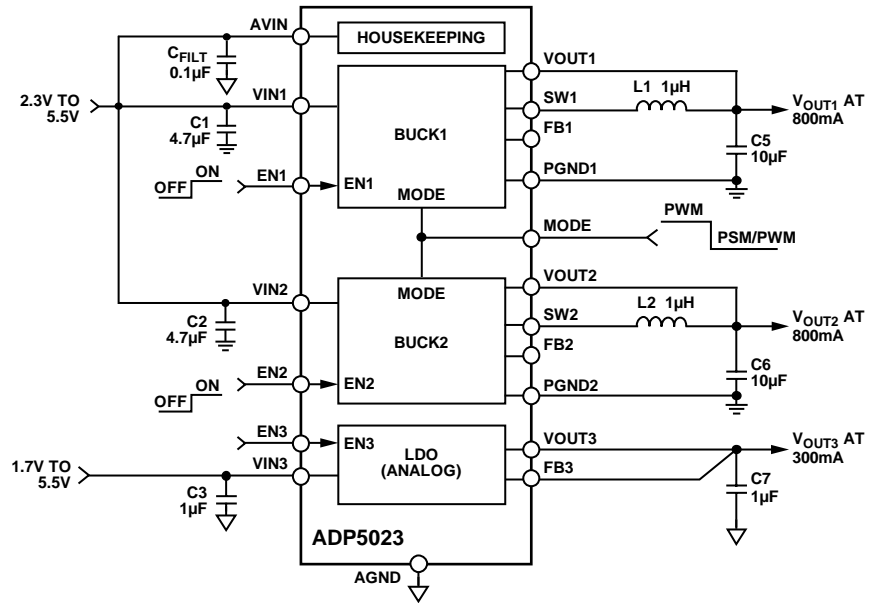 AVIN
HOUSEKEEPING
CFILT
0.1µF
VOUT1
L1 1µH
2.3V TO
5.5V
VIN1
SW1
VOUT1 AT
800mA
C1
4.7µF
BUCK1
FB1
C5
10µF
OFF
ON
EN1
EN1
PGND1
MODE
MODE
PWM
PSM/PWM
VOUT2
VIN2
MODE
L2 1µH
C2
4.7µF
SW2
VOUT2 AT
800mA
BUCK2
FB2
OFF
ON
EN2
EN2
C6
10µF
PGND2
EN3
EN3
VOUT3
VOUT3 AT
300mA
1.7V TO
5.5V
VIN3
LDO
(ANALOG)
FB3
C3
1µF
C7
1µF
ADP5023
AGND